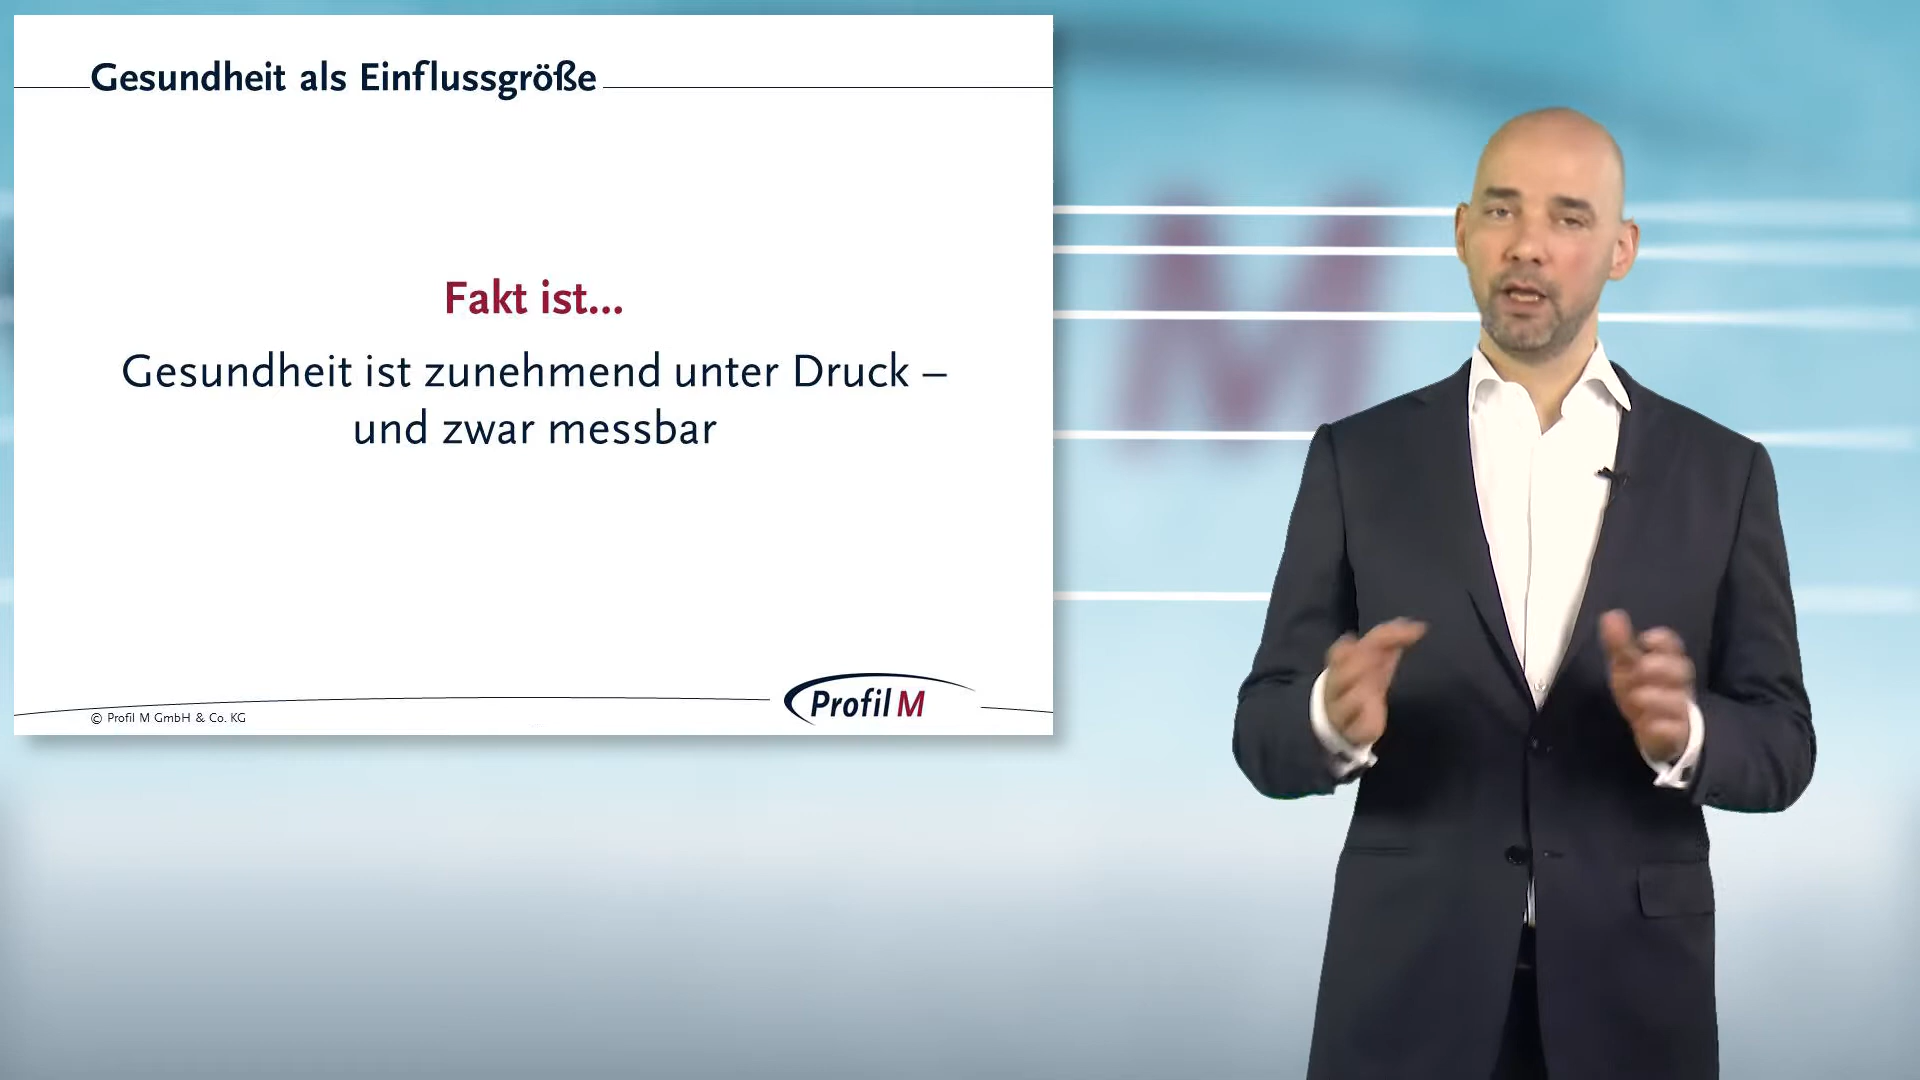 Gesundheit als Einflussgröße
Fakt ist...
Gesundheit ist zunehmend unter Druck –
und zwar messbar
© Profil M GmbH & Co. KG
Profil M
M